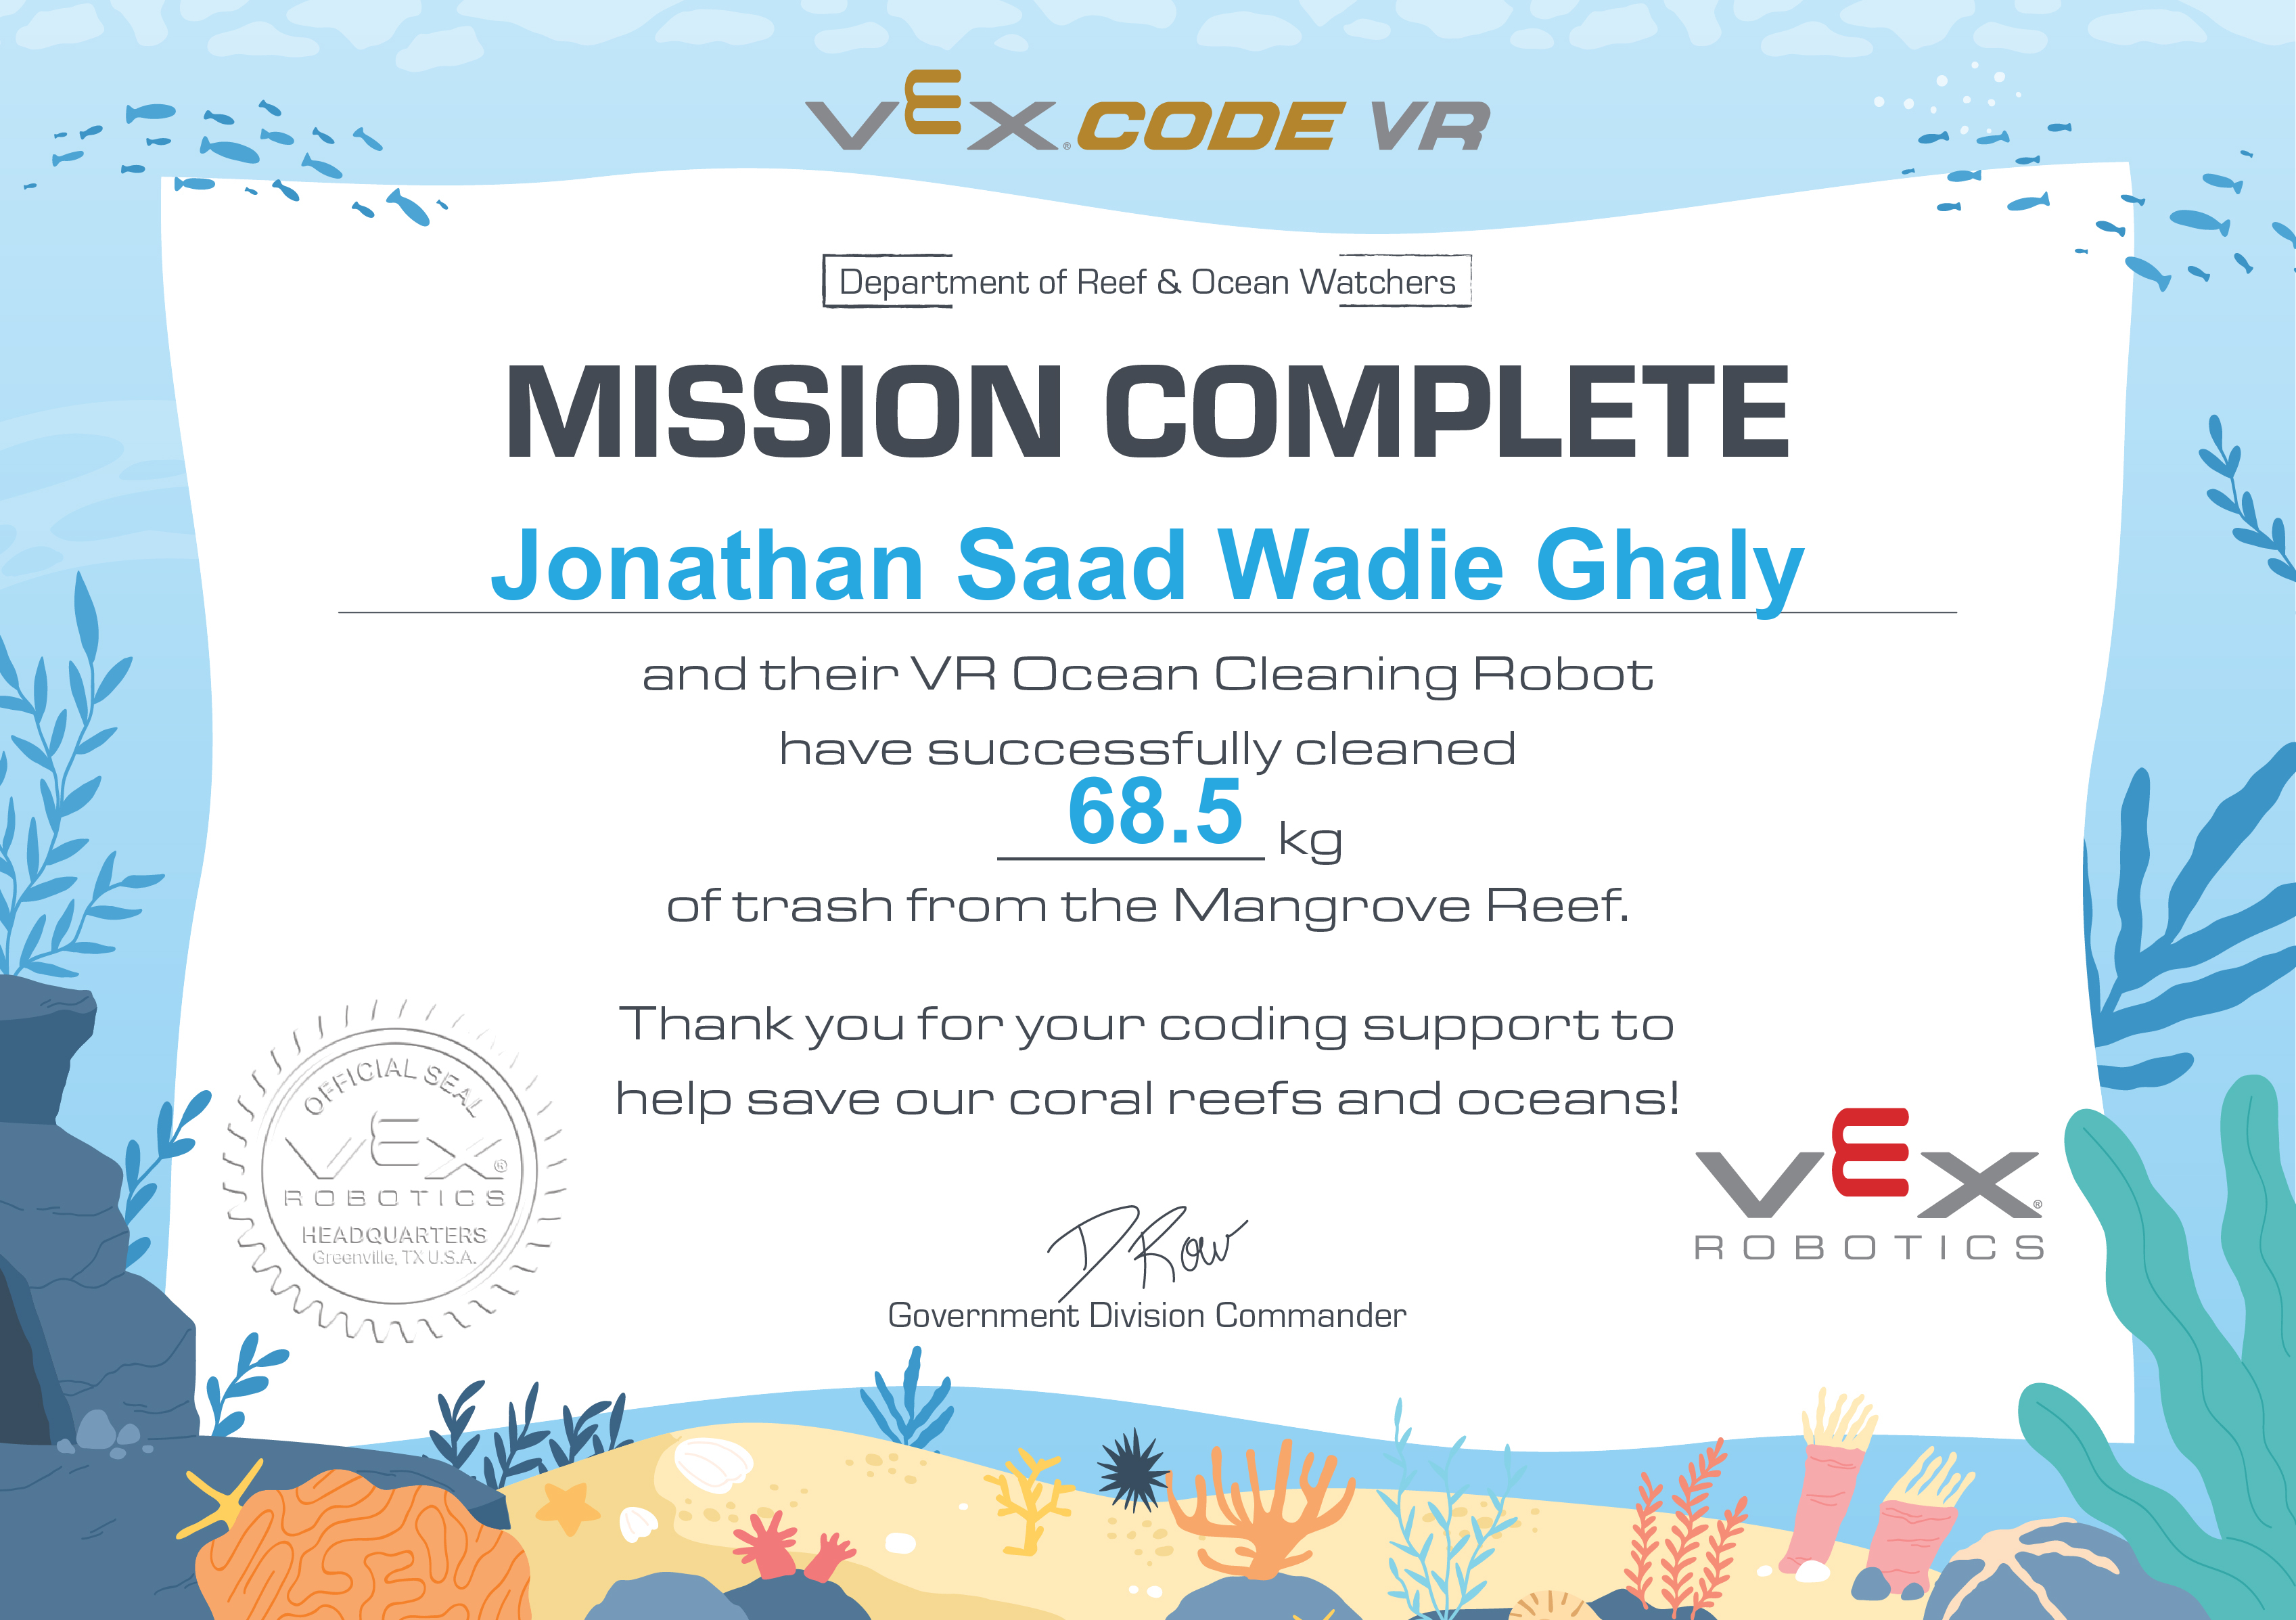 VEX® CODE VR
Department of Reef & Ocean Watchers
MISSION COMPLETE
Jonathan Saad Wadie Ghaly
and their VR Ocean Cleaning Robot
have successfully cleaned
68.5 kg
of trash from the Mangrove Reef.
Thank you for your coding support to
help save our coral reefs and oceans!
OFFICIAL SEAL
VEX®
ROBOTICS
HEADQUARTERS
Greenville, TX U.S.A.
D Row
Government Division Commander
VEX®
ROBOTICS